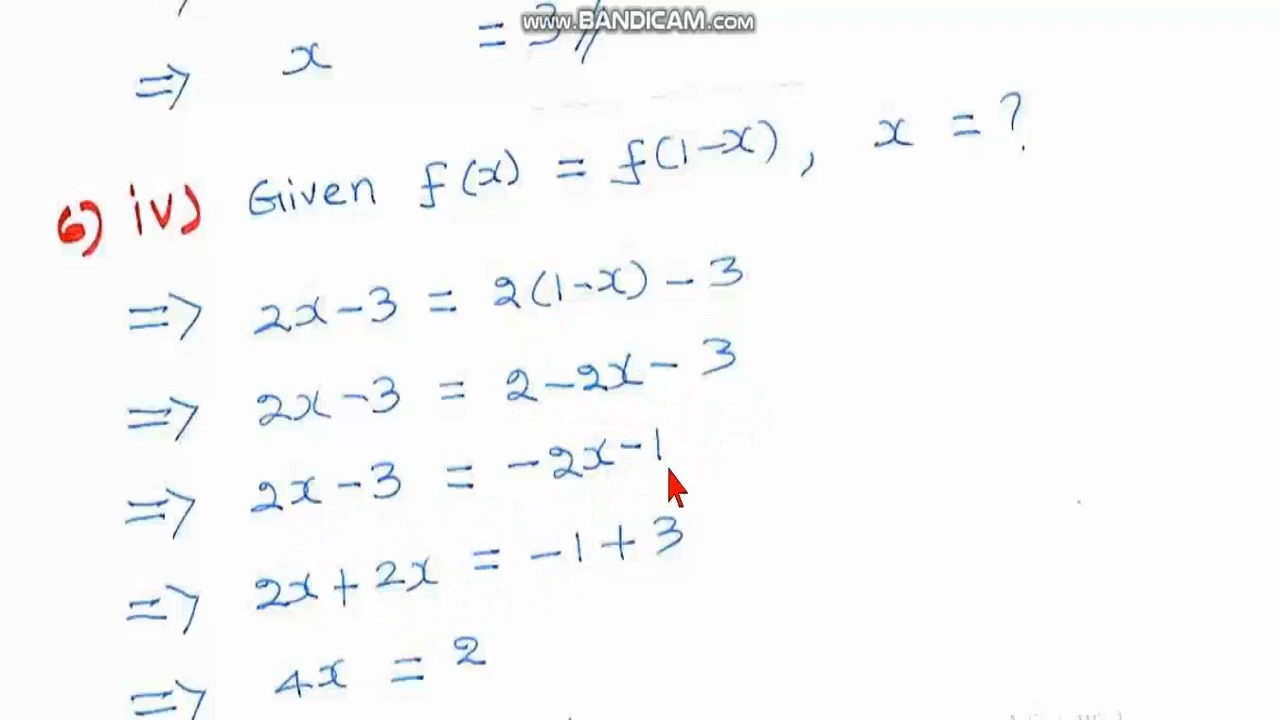 www.BANDICAM.com
=> x = 3//
6) iv) Given f(x) = f(1-x), x = ?
=> 2x-3 = 2(1-x) - 3
=> 2x-3 = 2-2x-3
=> 2x-3 = -2x-1
=> 2x+2x = -1+3
=> 4x = 2